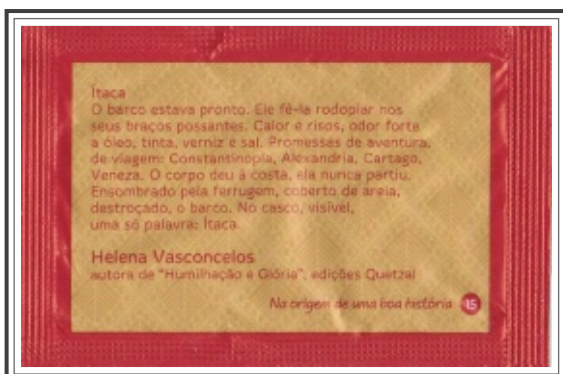 Ítaca
O barco estava pronto. Ele fê-la rodopiar nos
seus braços possantes. Calor e risos, odor forte
a óleo, tinta, verniz e sal. Promessas de aventura,
de viagem: Constantinopla, Alexandria, Cartago,
Veneza. O corpo deu à costa, ela nunca partiu.
Ensombrado pela ferrugem, coberto de areia,
destroçado, o barco. No casco, visível,
uma só palavra: Ítaca.
Helena Vasconcelos
autora de "Humilhação e Glória", edições Quetzal
Na origem de uma boa história 15